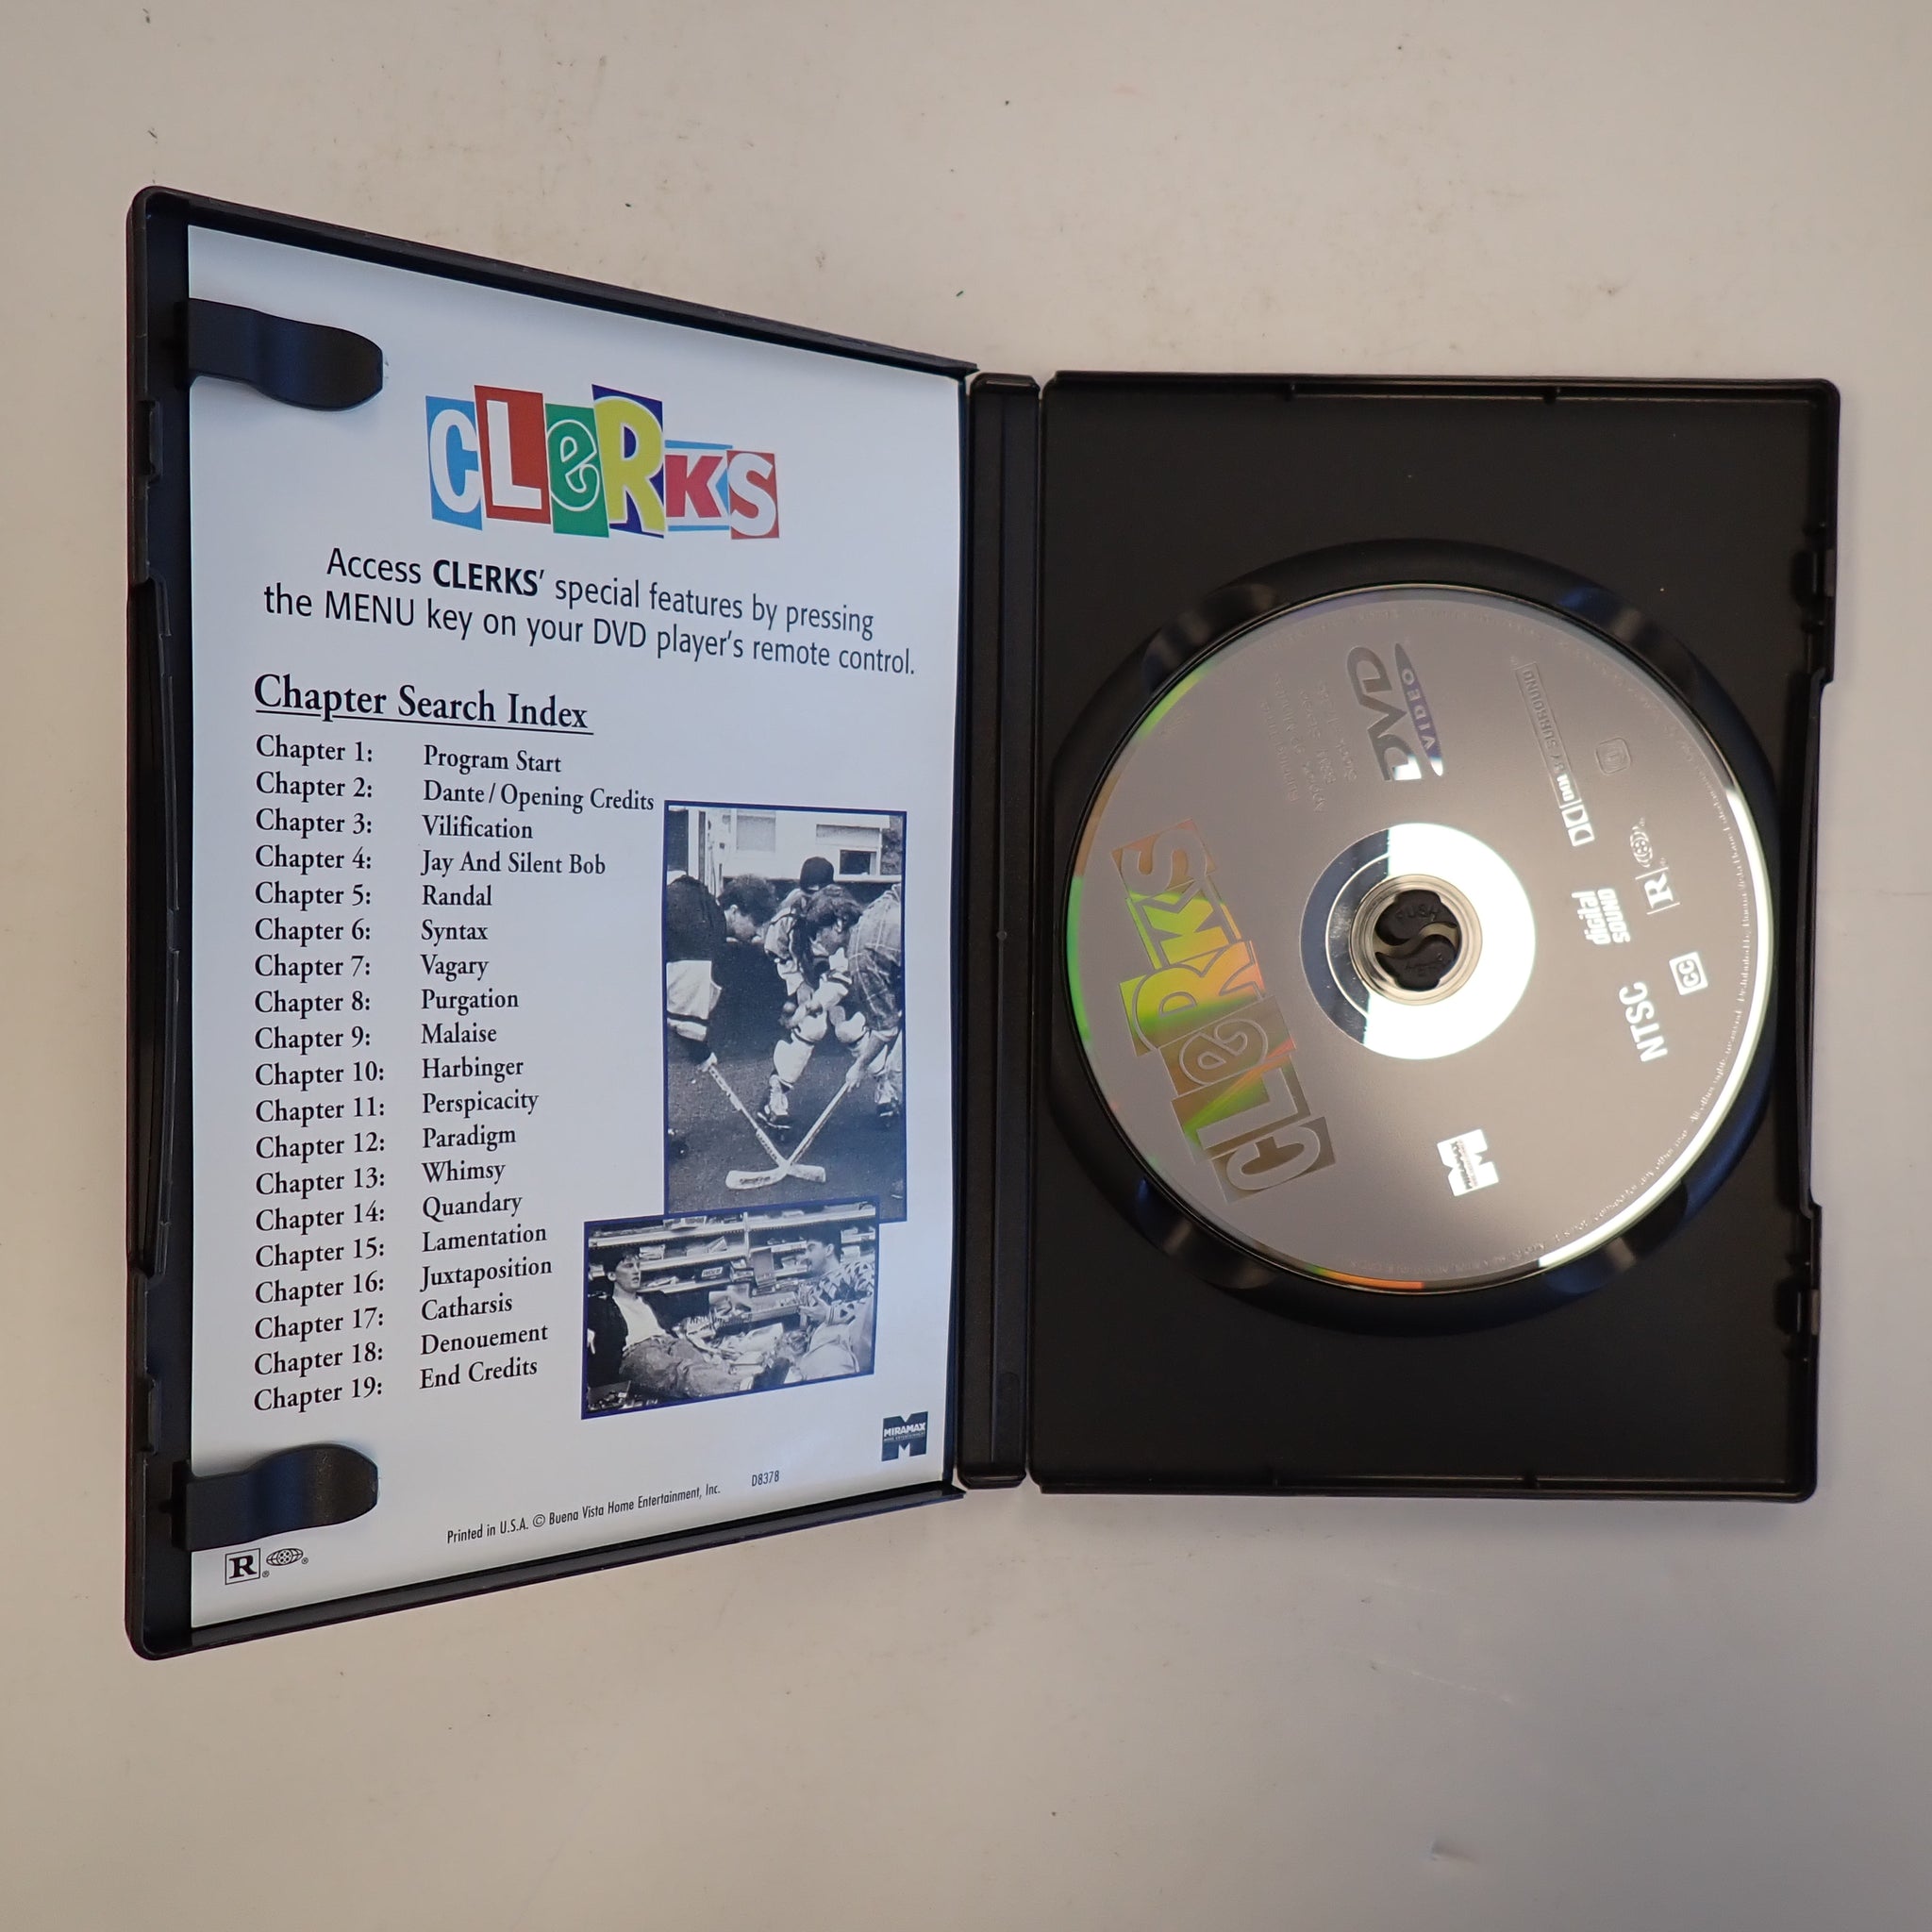 CLeRKS
Access CLERKS' special features by pressing
the MENU key on your DVD player's remote control.
Chapter Search Index
Chapter 1: Program Start
Chapter 2: Dante / Opening Credits
Chapter 3: Vilification
Chapter 4: Jay And Silent Bob
Chapter 5: Randal
Chapter 6: Syntax
Chapter 7: Vagary
Chapter 8: Purgation
Chapter 9: Malaise
Chapter 10: Harbinger
Chapter 11: Perspicacity
Chapter 12: Paradigm
Chapter 13: Whimsy
Chapter 14: Quandary
Chapter 15: Lamentation
Chapter 16: Juxtaposition
Chapter 17: Catharsis
Chapter 18: Denouement
Chapter 19: End Credits
MIRAMAX
Printed in U.S.A. © Buena Vista Home Entertainment, Inc. D8378
R
CLeRKS
DVD
VIDEO
SURROUND
digital
sound
R
CC
NTSC
MIRAMAX
PUSH
HERE